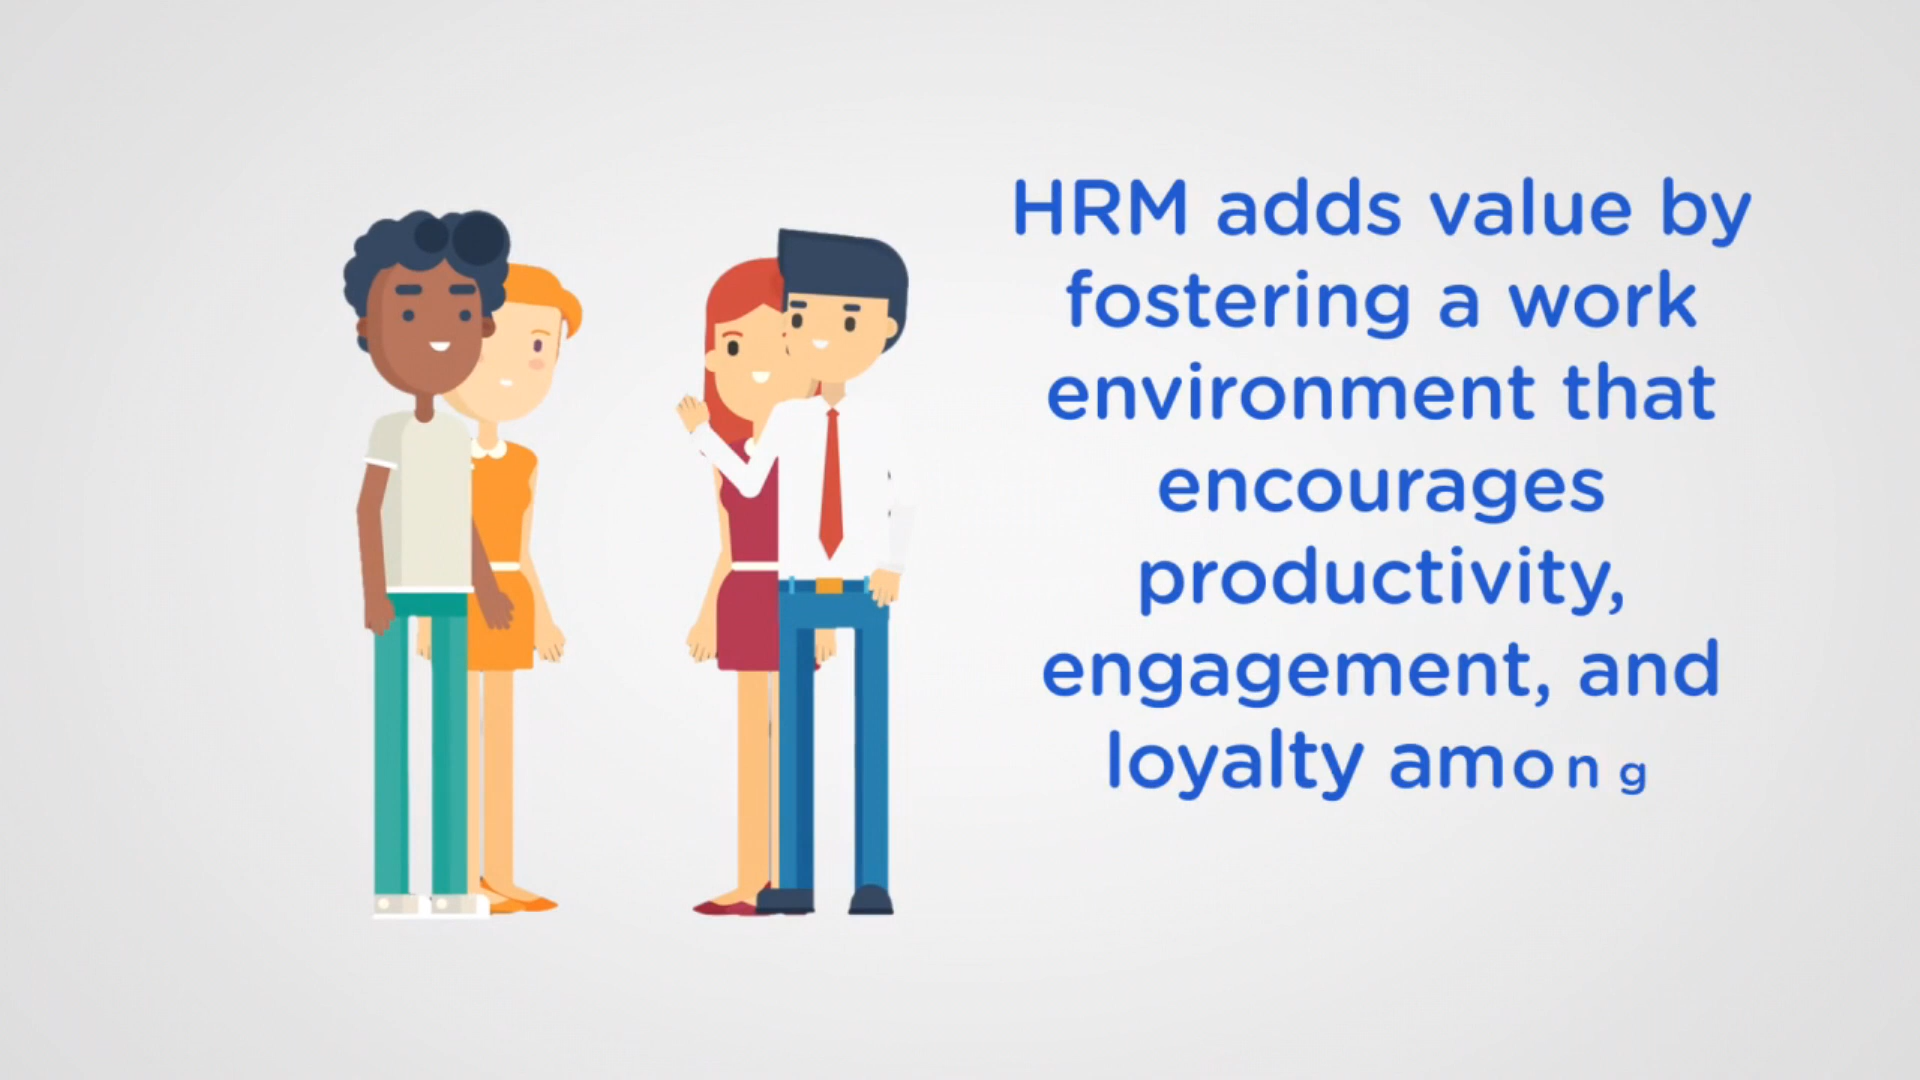 HRM adds value by
fostering a work
environment that
encourages
productivity,
engagement, and
loyalty among